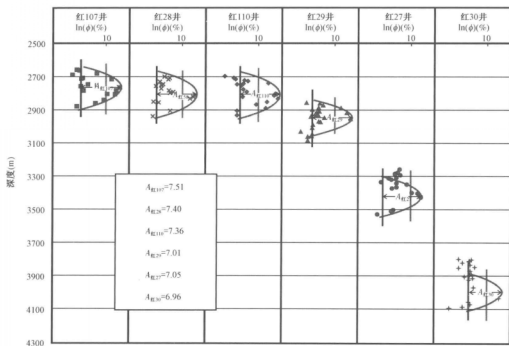 红107井 红28井 红110井 红29井 红27井 红30井
ln(ϕ)(%) ln(ϕ)(%) ln(ϕ)(%) ln(ϕ)(%) ln(ϕ)(%) ln(ϕ)(%)
10 10 10 10 10 10
2500
2700
2900
3100
3300
3500
3700
3900
4100
4300
深度(m)
A红107=7.51
A红28=7.40
A红110=7.36
A红29=7.01
A红27=7.05
A红30=6.96